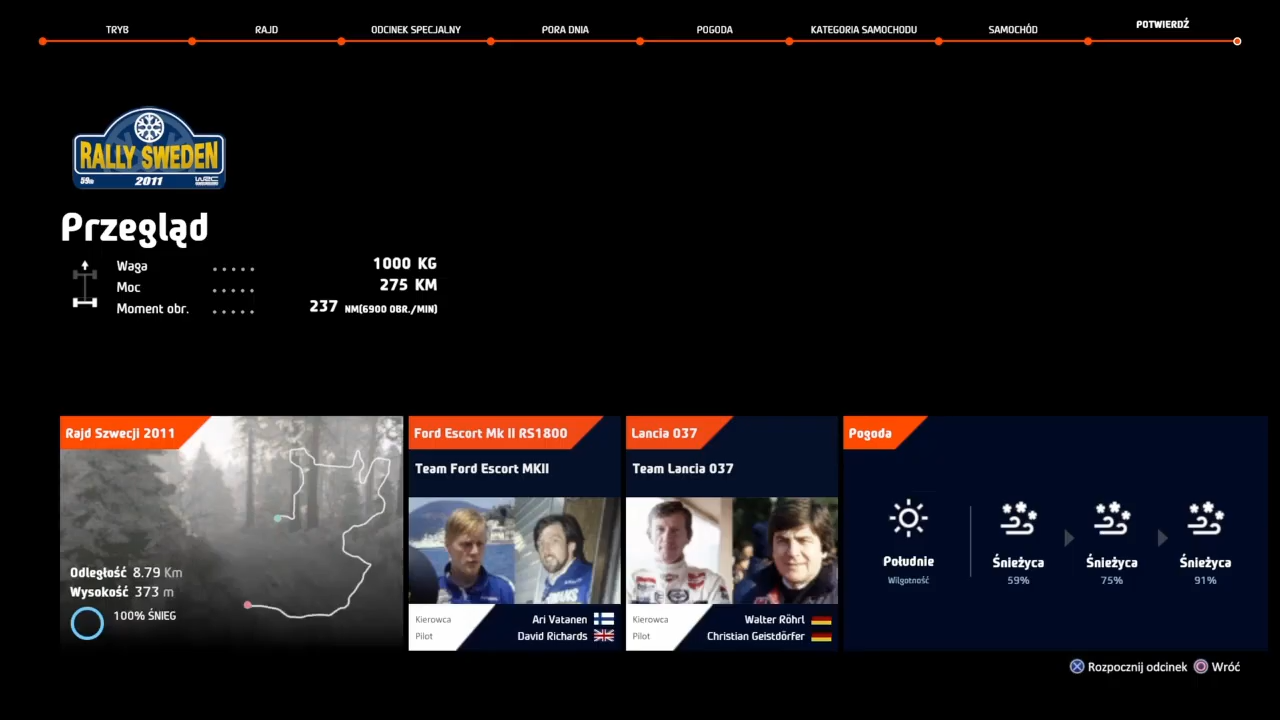 TRYB
RAJD
ODCINEK SPECJALNY
PORA DNIA
POGODA
KATEGORIA SAMOCHODU
SAMOCHÓD
POTWIERDŹ
RALLY SWEDEN
59TH 2011 WRC
Przegląd
Waga ..... 1000 KG
Moc ..... 275 KM
Moment obr. ..... 237 NM(6900 OBR./MIN)
Rajd Szwecji 2011
Odległość 8.79 Km
Wysokość 373 m
100% ŚNIEG
Ford Escort Mk II RS1800
Team Ford Escort MKII
Kierowca Ari Vatanen
Pilot David Richards
Lancia 037
Team Lancia 037
Kierowca Walter Röhrl
Pilot Christian Geistdörfer
Pogoda
Południe
Wilgotność
Śnieżyca
59%
Śnieżyca
75%
Śnieżyca
91%
Rozpocznij odcinek Wróć